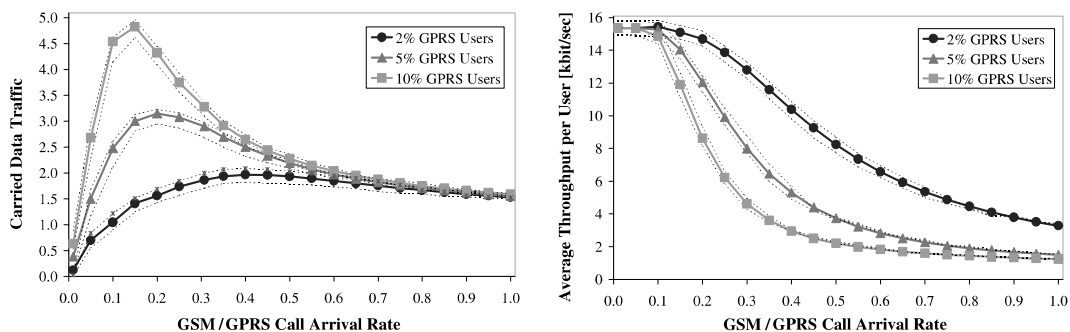 Carried Data Traffic
5.0
4.5
4.0
3.5
3.0
2.5
2.0
1.5
1.0
0.5
0.0
2% GPRS Users
5% GPRS Users
10% GPRS Users
0.0 0.1 0.2 0.3 0.4 0.5 0.6 0.7 0.8 0.9 1.0
GSM/GPRS Call Arrival Rate
Average Throughput per User [kbit/sec]
16
14
12
10
8
6
4
2
0
2% GPRS Users
5% GPRS Users
10% GPRS Users
0.0 0.1 0.2 0.3 0.4 0.5 0.6 0.7 0.8 0.9 1.0
GSM/GPRS Call Arrival Rate